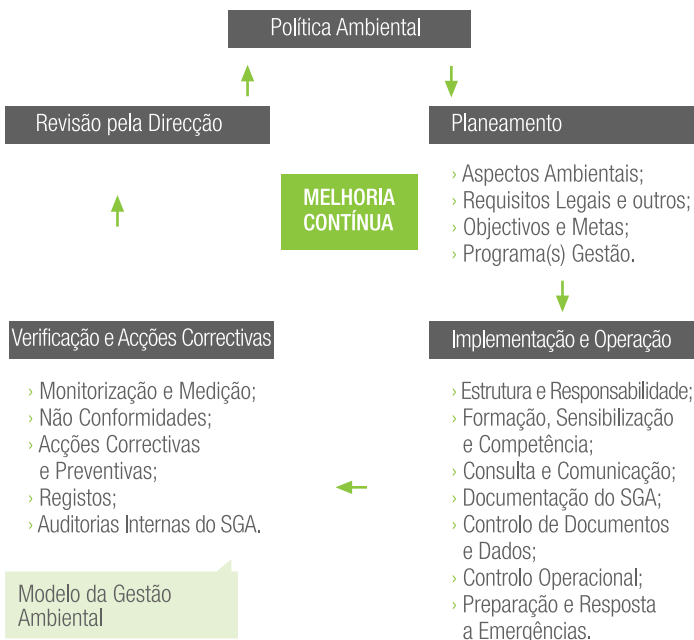 Política Ambiental
Revisão pela Direcção
Planeamento
› Aspectos Ambientais;
› Requisitos Legais e outros;
› Objectivos e Metas;
› Programa(s) Gestão.
MELHORIA
CONTÍNUA
Implementação e Operação
› Estrutura e Responsabilidade;
› Formação, Sensibilização
e Competência;
› Consulta e Comunicação;
› Documentação do SGA;
› Controlo de Documentos
e Dados;
› Controlo Operacional;
› Preparação e Resposta
a Emergências.
Verificação e Acções Correctivas
› Monitorização e Medição;
› Não Conformidades;
› Acções Correctivas
e Preventivas;
› Registos;
› Auditorias Internas do SGA.
Modelo da Gestão
Ambiental